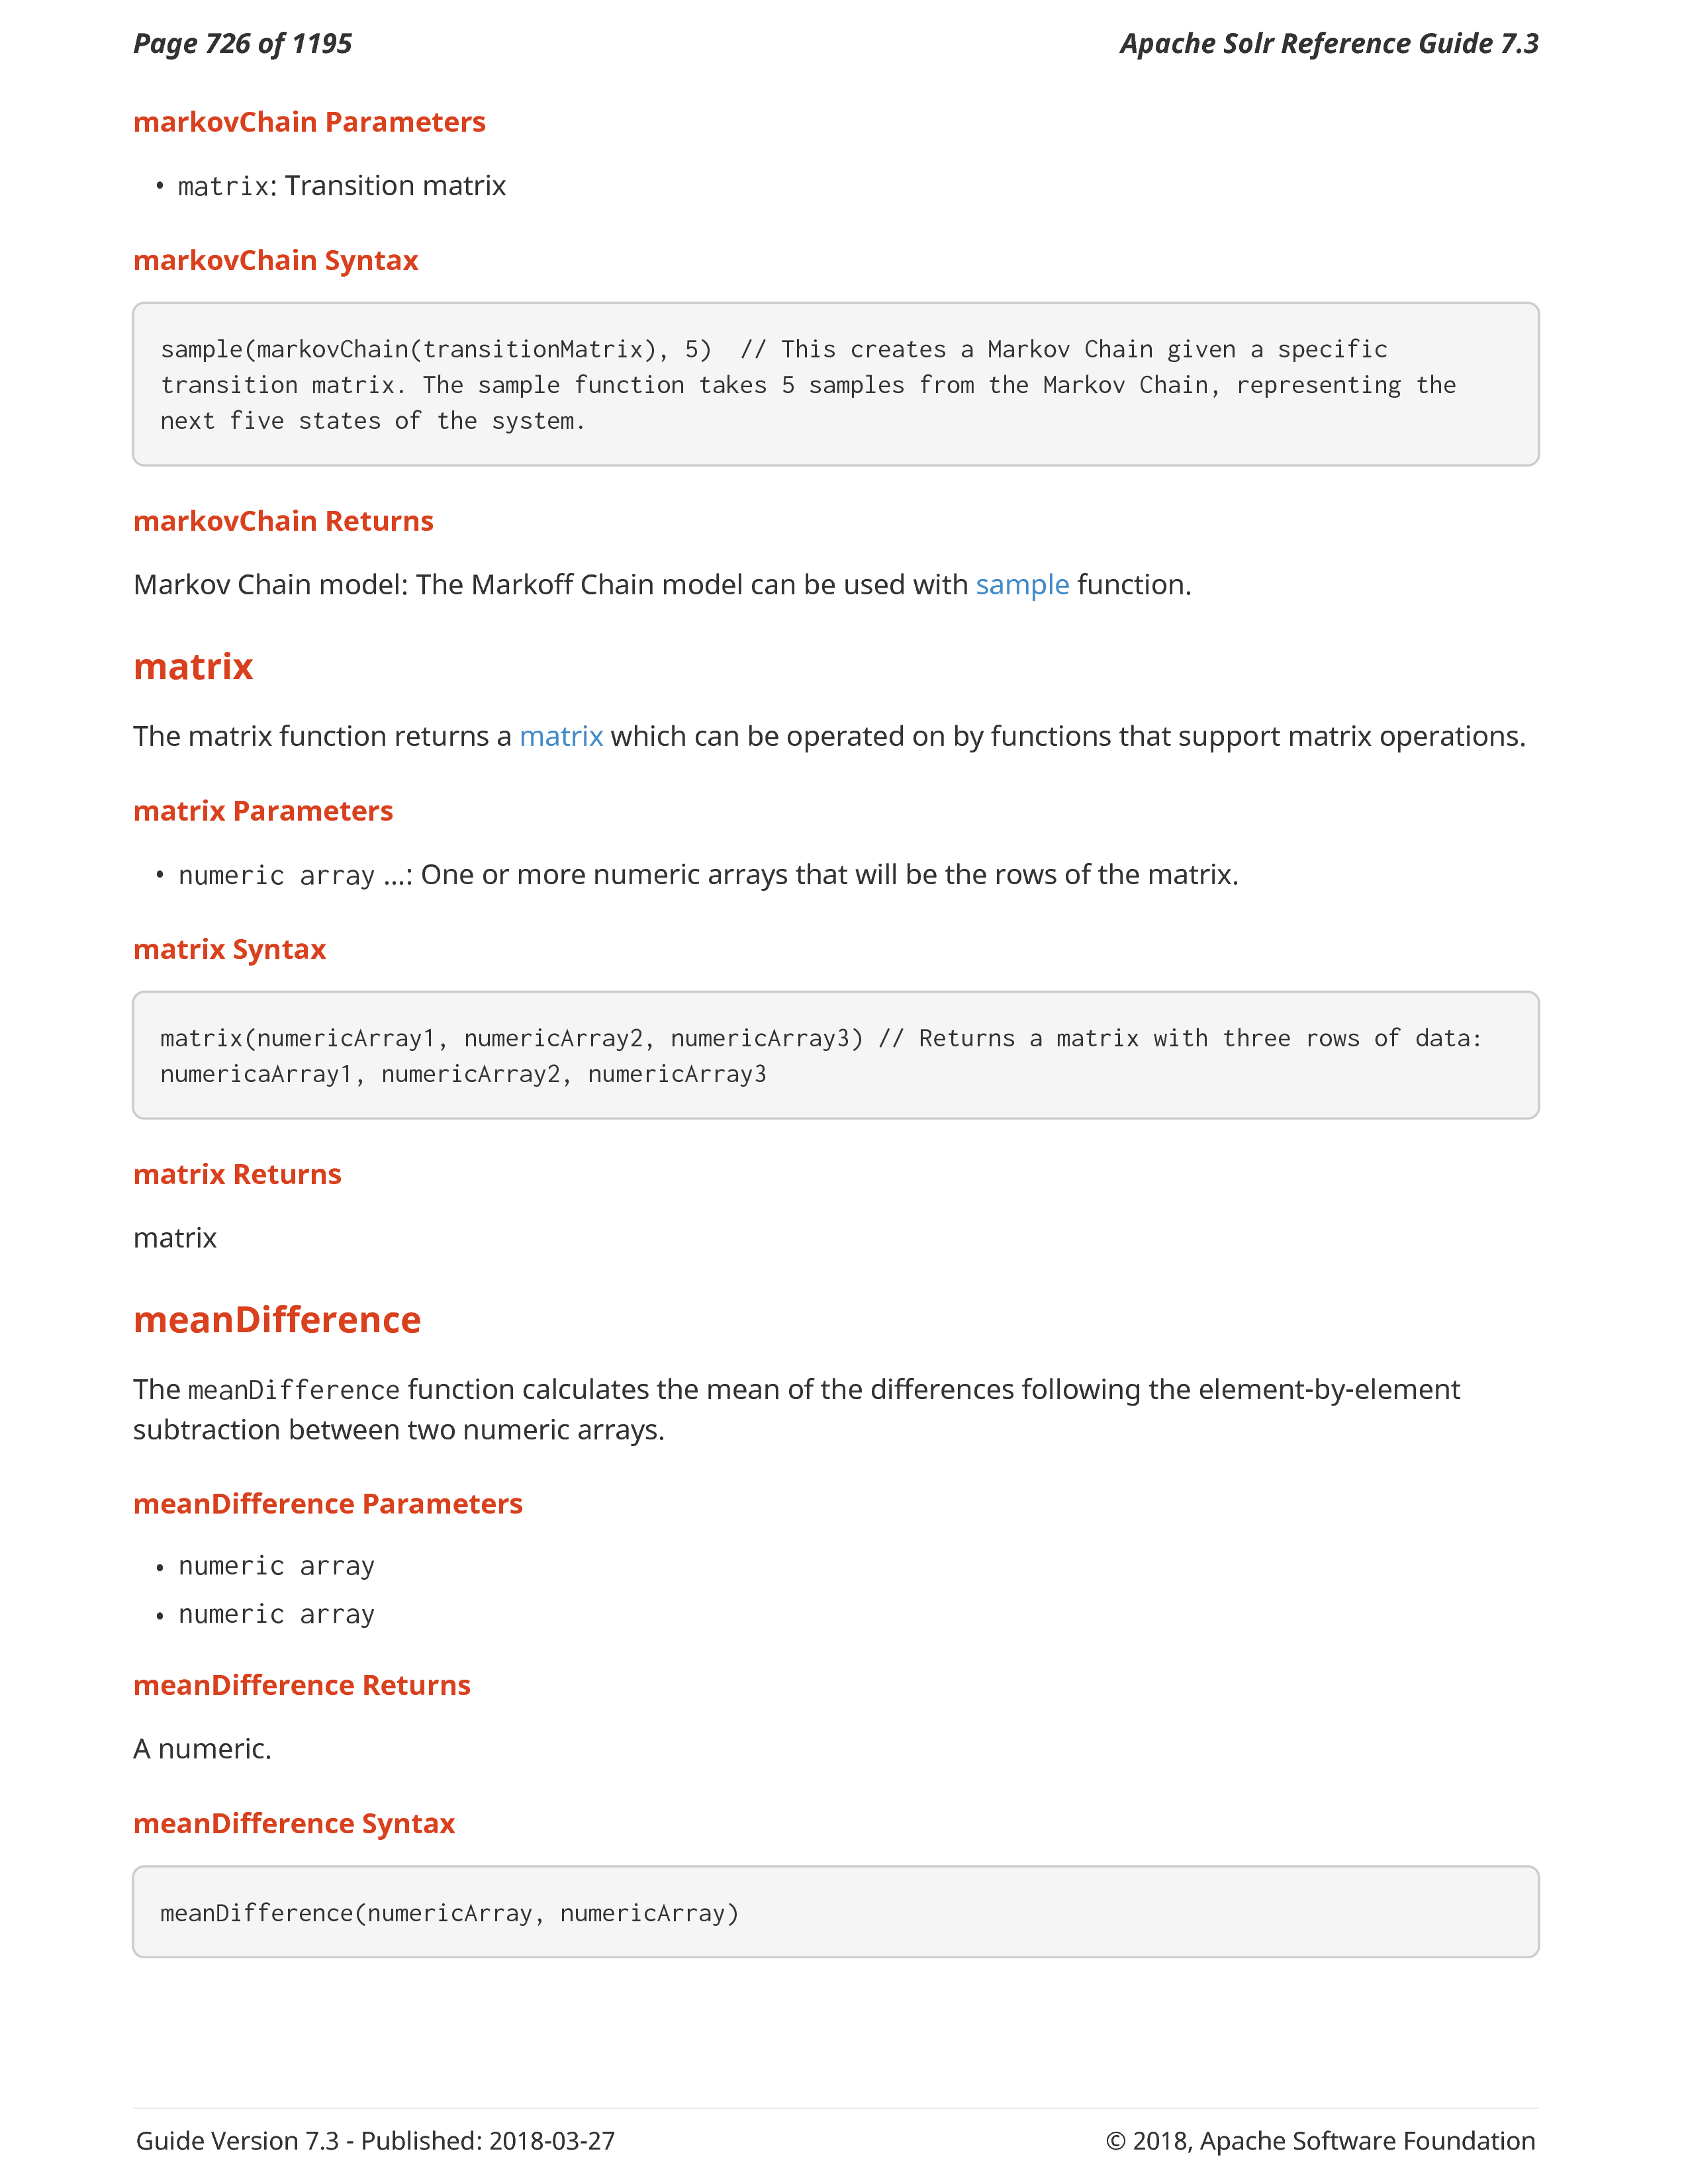 Page 726 of 1195
Apache Solr Reference Guide 7.3
markovChain Parameters
• matrix: Transition matrix
markovChain Syntax
sample(markovChain(transitionMatrix), 5)  // This creates a Markov Chain given a specific
transition matrix. The sample function takes 5 samples from the Markov Chain, representing the
next five states of the system.
markovChain Returns
Markov Chain model: The Markoff Chain model can be used with sample function.
matrix
The matrix function returns a matrix which can be operated on by functions that support matrix operations.
matrix Parameters
• numeric array …: One or more numeric arrays that will be the rows of the matrix.
matrix Syntax
matrix(numericArray1, numericArray2, numericArray3) // Returns a matrix with three rows of data:
numericaArray1, numericArray2, numericArray3
matrix Returns
matrix
meanDifference
The meanDifference function calculates the mean of the differences following the element-by-element
subtraction between two numeric arrays.
meanDifference Parameters
• numeric array
• numeric array
meanDifference Returns
A numeric.
meanDifference Syntax
meanDifference(numericArray, numericArray)
Guide Version 7.3 - Published: 2018-03-27
© 2018, Apache Software Foundation